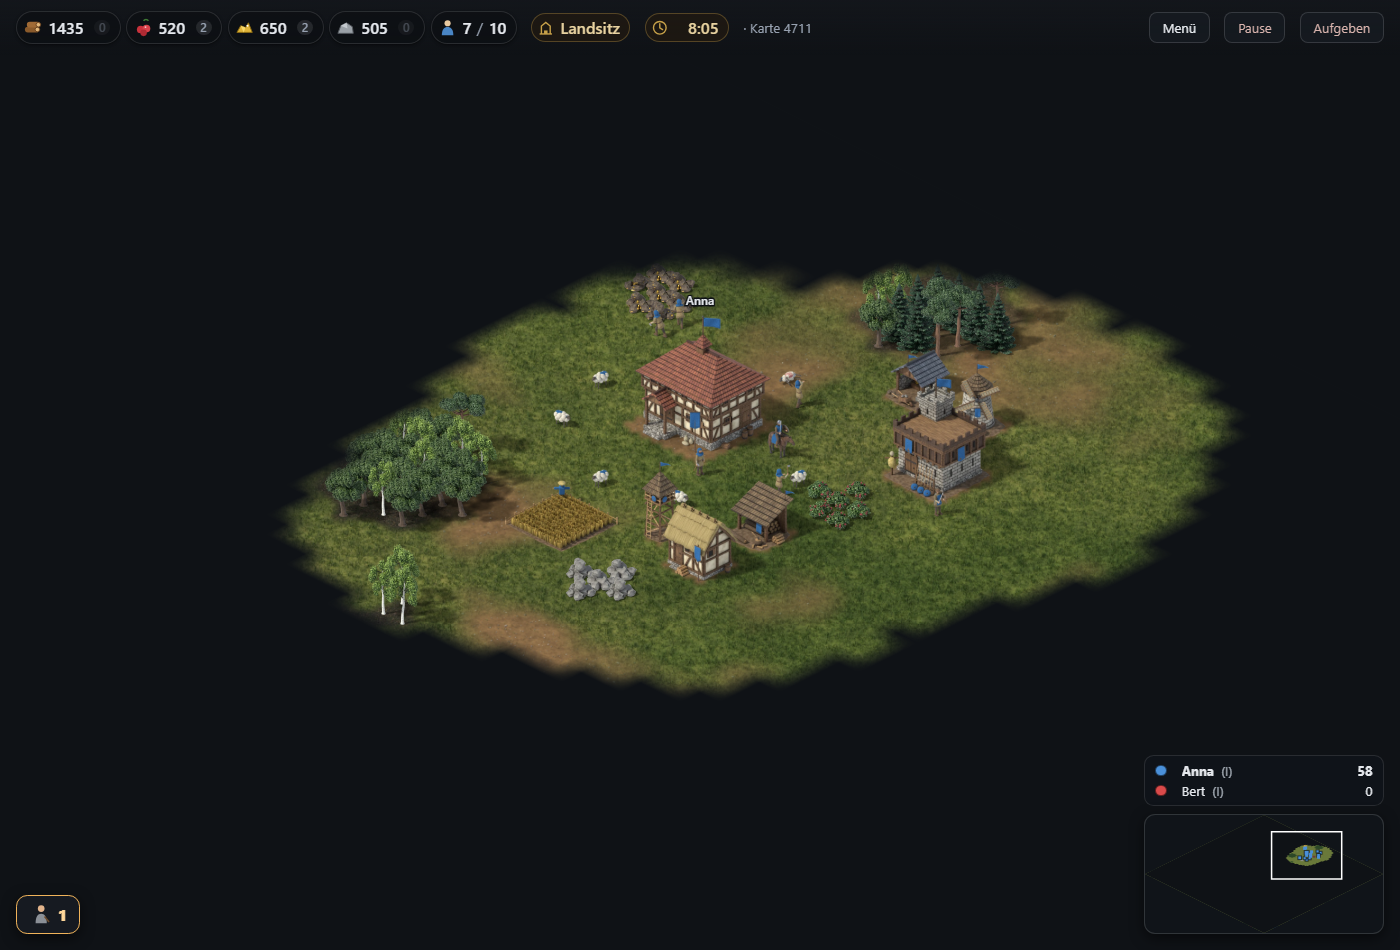 1435 0 520 2 650 2 505 0 7 / 10 Landsitz 8:05 · Karte 4711 Menü Pause Aufgeben
Anna
Anna (I) 58
Bert (I) 0
1